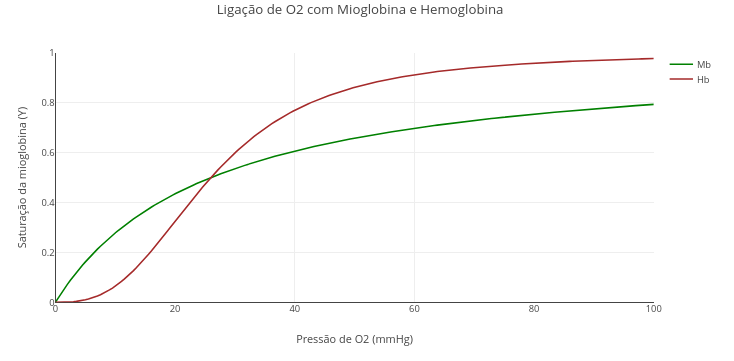 Ligação de O2 com Mioglobina e Hemoglobina
Mb
Hb
Saturação da mioglobina (Y)
1
0.8
0.6
0.4
0.2
0
0
20
40
60
80
100
Pressão de O2 (mmHg)